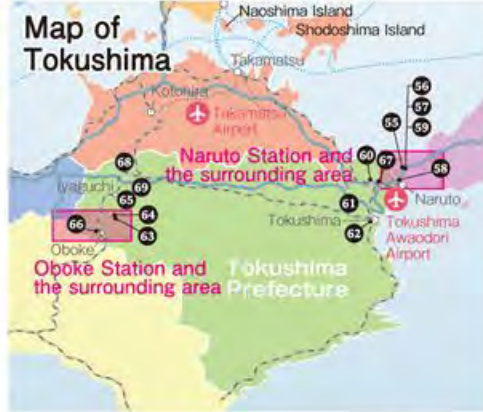 Map of
Tokushima
Naoshima Island
Shodoshima Island
Takamatsu
Kotohira
Takamatsu
Airport
56
57
59
55
Naruto Station and
the surrounding area
60
67
58
68
Iyaguchi
69
65
64
63
66
Oboke
Naruto
61
Tokushima
62
Tokushima
Awaodori
Airport
Oboke Station and
the surrounding area
Tokushima
Prefecture